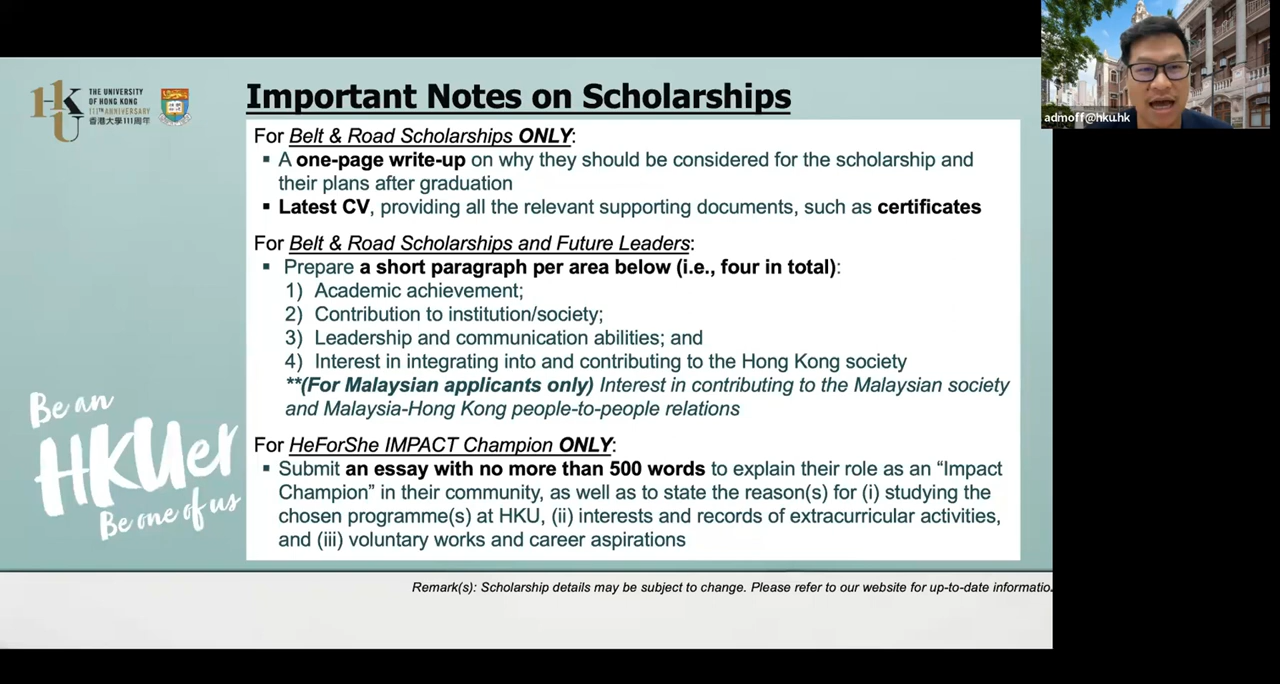 THE UNIVERSITY
OF HONG KONG
111TH ANNIVERSARY
香港大學111周年
Important Notes on Scholarships
admoff@hku.hk
For Belt & Road Scholarships ONLY:
▪ A one-page write-up on why they should be considered for the scholarship and
their plans after graduation
▪ Latest CV, providing all the relevant supporting documents, such as certificates
For Belt & Road Scholarships and Future Leaders:
▪ Prepare a short paragraph per area below (i.e., four in total):
1) Academic achievement;
2) Contribution to institution/society;
3) Leadership and communication abilities; and
4) Interest in integrating into and contributing to the Hong Kong society
**(For Malaysian applicants only) Interest in contributing to the Malaysian society
and Malaysia-Hong Kong people-to-people relations
For HeForShe IMPACT Champion ONLY:
▪ Submit an essay with no more than 500 words to explain their role as an “Impact
Champion” in their community, as well as to state the reason(s) for (i) studying the
chosen programme(s) at HKU, (ii) interests and records of extracurricular activities,
and (iii) voluntary works and career aspirations
Be an
HKUer
Be one of us
Remark(s): Scholarship details may be subject to change. Please refer to our website for up-to-date informatio